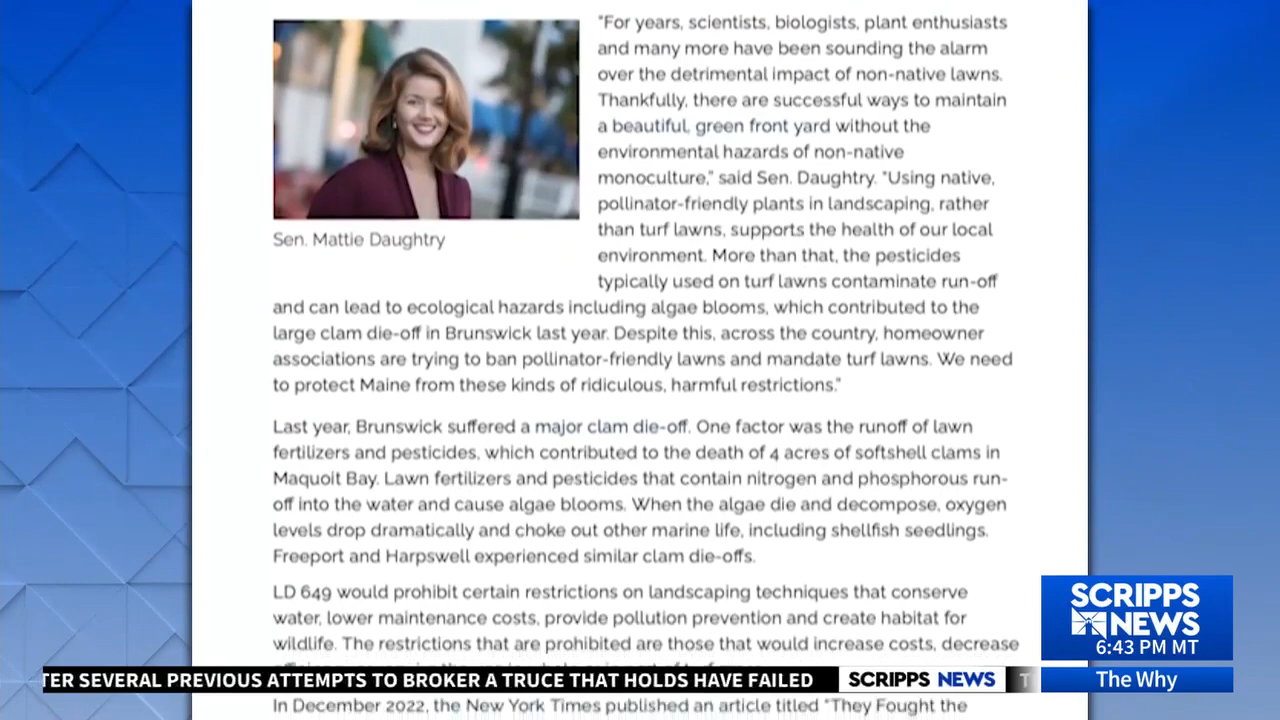 "For years, scientists, biologists, plant enthusiasts
and many more have been sounding the alarm
over the detrimental impact of non-native lawns.
Thankfully, there are successful ways to maintain
a beautiful, green front yard without the
environmental hazards of non-native
monoculture," said Sen. Daughtry. "Using native,
pollinator-friendly plants in landscaping, rather
than turf lawns, supports the health of our local
environment. More than that, the pesticides
typically used on turf lawns contaminate run-off
Sen. Mattie Daughtry
and can lead to ecological hazards including algae blooms, which contributed to the
large clam die-off in Brunswick last year. Despite this, across the country, homeowner
associations are trying to ban pollinator-friendly lawns and mandate turf lawns. We need
to protect Maine from these kinds of ridiculous, harmful restrictions."
Last year, Brunswick suffered a major clam die-off. One factor was the runoff of lawn
fertilizers and pesticides, which contributed to the death of 4 acres of softshell clams in
Maquoit Bay. Lawn fertilizers and pesticides that contain nitrogen and phosphorous run-
off into the water and cause algae blooms. When the algae die and decompose, oxygen
levels drop dramatically and choke out other marine life, including shellfish seedlings.
Freeport and Harpswell experienced similar clam die-offs.
LD 649 would prohibit certain restrictions on landscaping techniques that conserve
water, lower maintenance costs, provide pollution prevention and create habitat for
wildlife. The restrictions that are prohibited are those that would increase costs, decrease
In December 2022, the New York Times published an article titled "They Fought the
SCRIPPS
NEWS
6:43 PM MT
The Why
TER SEVERAL PREVIOUS ATTEMPTS TO BROKER A TRUCE THAT HOLDS HAVE FAILED
SCRIPPS NEWS